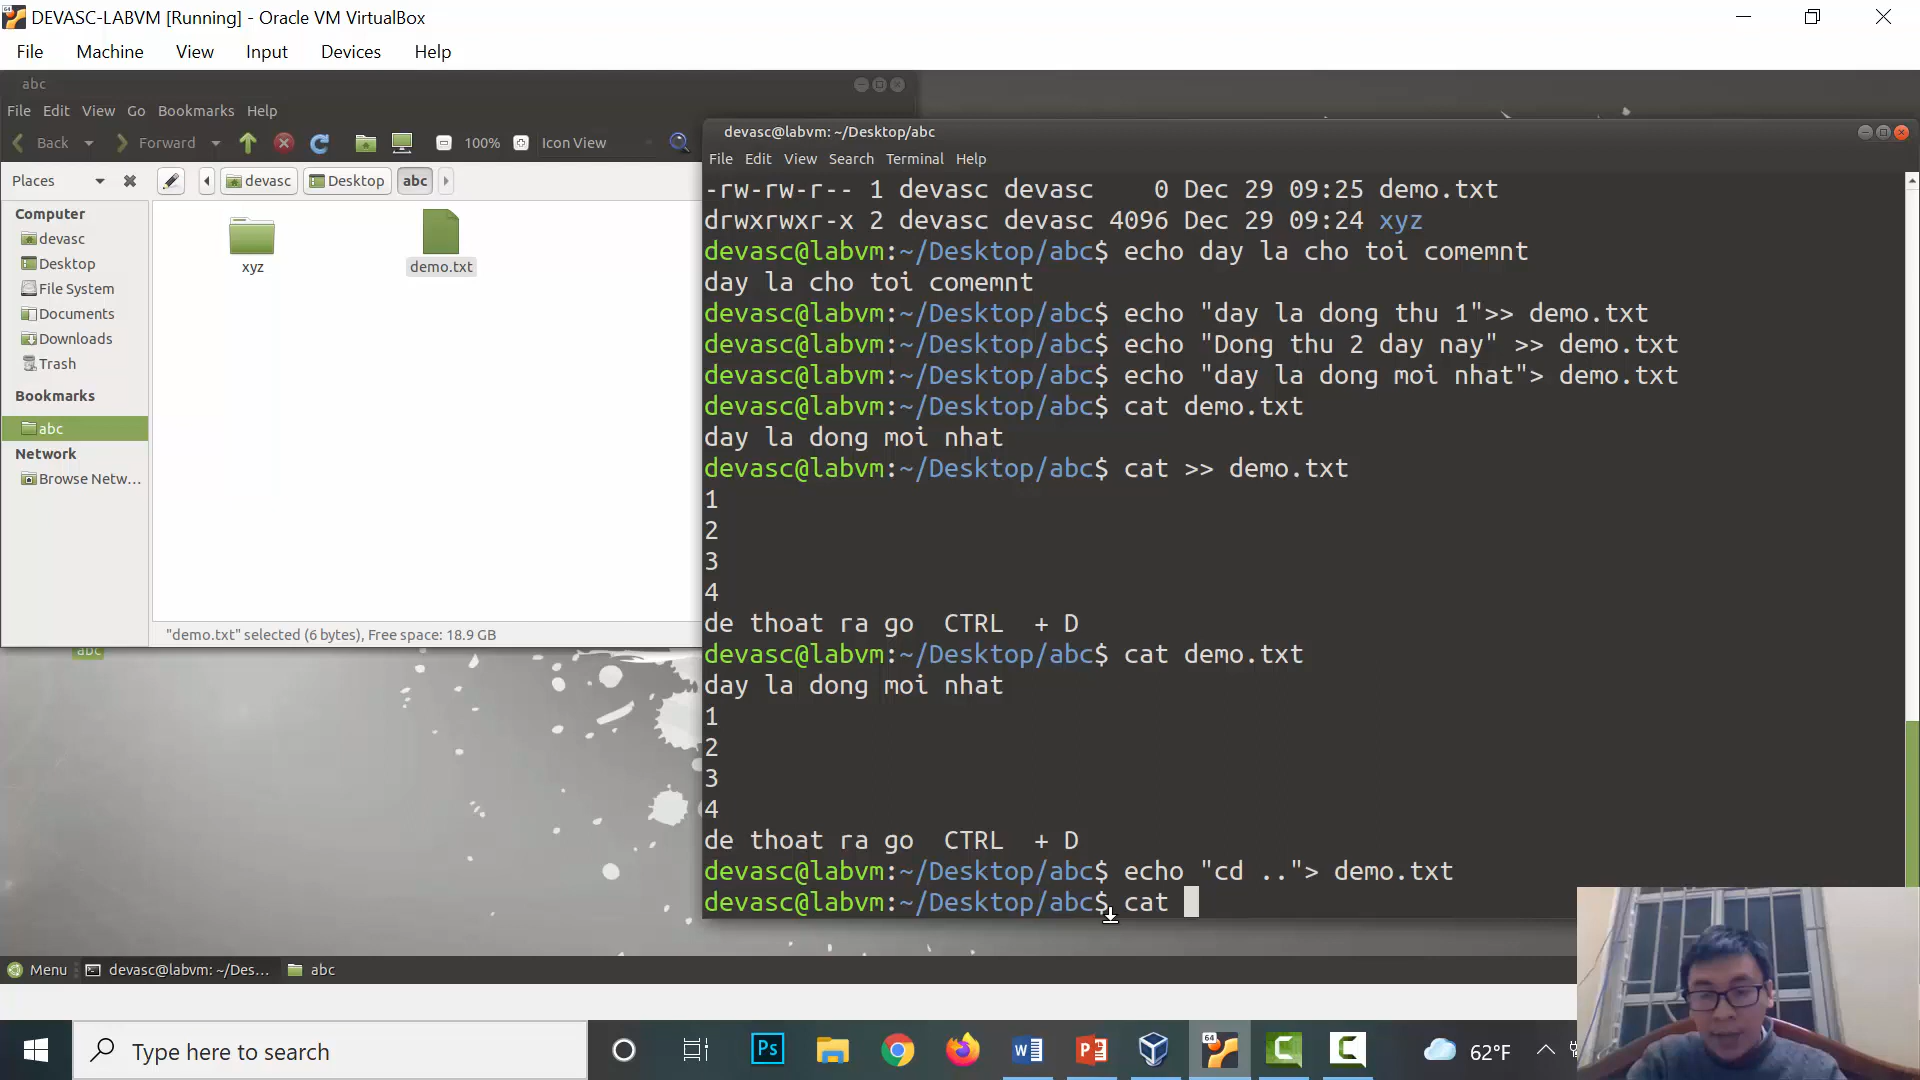 DEVASC-LABVM [Running] - Oracle VM VirtualBox
File Machine View Input Devices Help
abc
File Edit View Go Bookmarks Help
Back Forward 100% Icon View
Places devasc Desktop abc
Computer
devasc
Desktop
File System
Documents
Downloads
Trash
Bookmarks
abc
Network
Browse Netw...
xyz
demo.txt
"demo.txt" selected (6 bytes), Free space: 18.9 GB
abc
devasc@labvm: ~/Desktop/abc
File Edit View Search Terminal Help
-rw-rw-r-- 1 devasc devasc    0 Dec 29 09:25 demo.txt
drwxrwxr-x 2 devasc devasc 4096 Dec 29 09:24 xyz
devasc@labvm:~/Desktop/abc$ echo day la cho toi comemnt
day la cho toi comemnt
devasc@labvm:~/Desktop/abc$ echo "day la dong thu 1">> demo.txt
devasc@labvm:~/Desktop/abc$ echo "Dong thu 2 day nay" >> demo.txt
devasc@labvm:~/Desktop/abc$ echo "day la dong moi nhat"> demo.txt
devasc@labvm:~/Desktop/abc$ cat demo.txt
day la dong moi nhat
devasc@labvm:~/Desktop/abc$ cat >> demo.txt
1
2
3
4
de thoat ra go  CTRL  + D
devasc@labvm:~/Desktop/abc$ cat demo.txt
day la dong moi nhat
1
2
3
4
de thoat ra go  CTRL  + D
devasc@labvm:~/Desktop/abc$ echo "cd .."> demo.txt
devasc@labvm:~/Desktop/abc$ cat
Menu devasc@labvm: ~/Des... abc
Type here to search
Ps
64
62°F